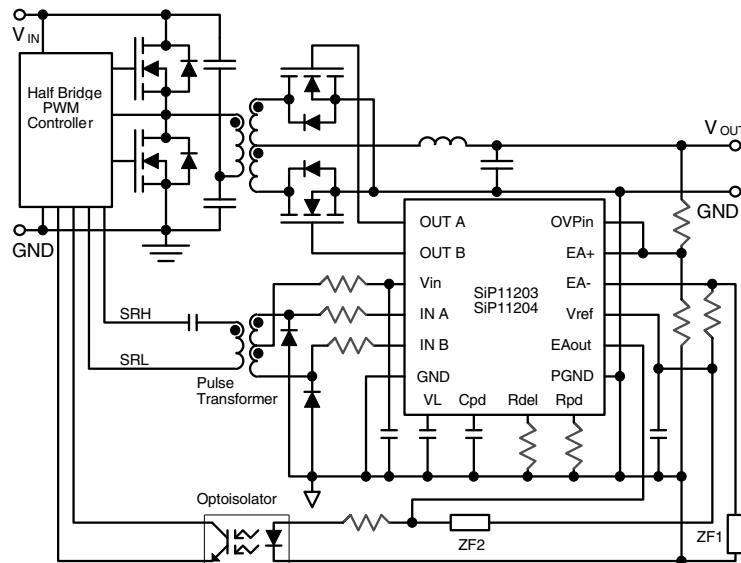 V IN
Half Bridge
PWM
Controller
GND
V OUT
GND
OUT A
OUT B
Vin
IN A
IN B
GND
VL
Cpd
Rdel
Rpd
SiP11203
SiP11204
OVPin
EA+
EA-
Vref
EAout
PGND
SRH
SRL
Pulse
Transformer
Optoisolator
ZF2
ZF1